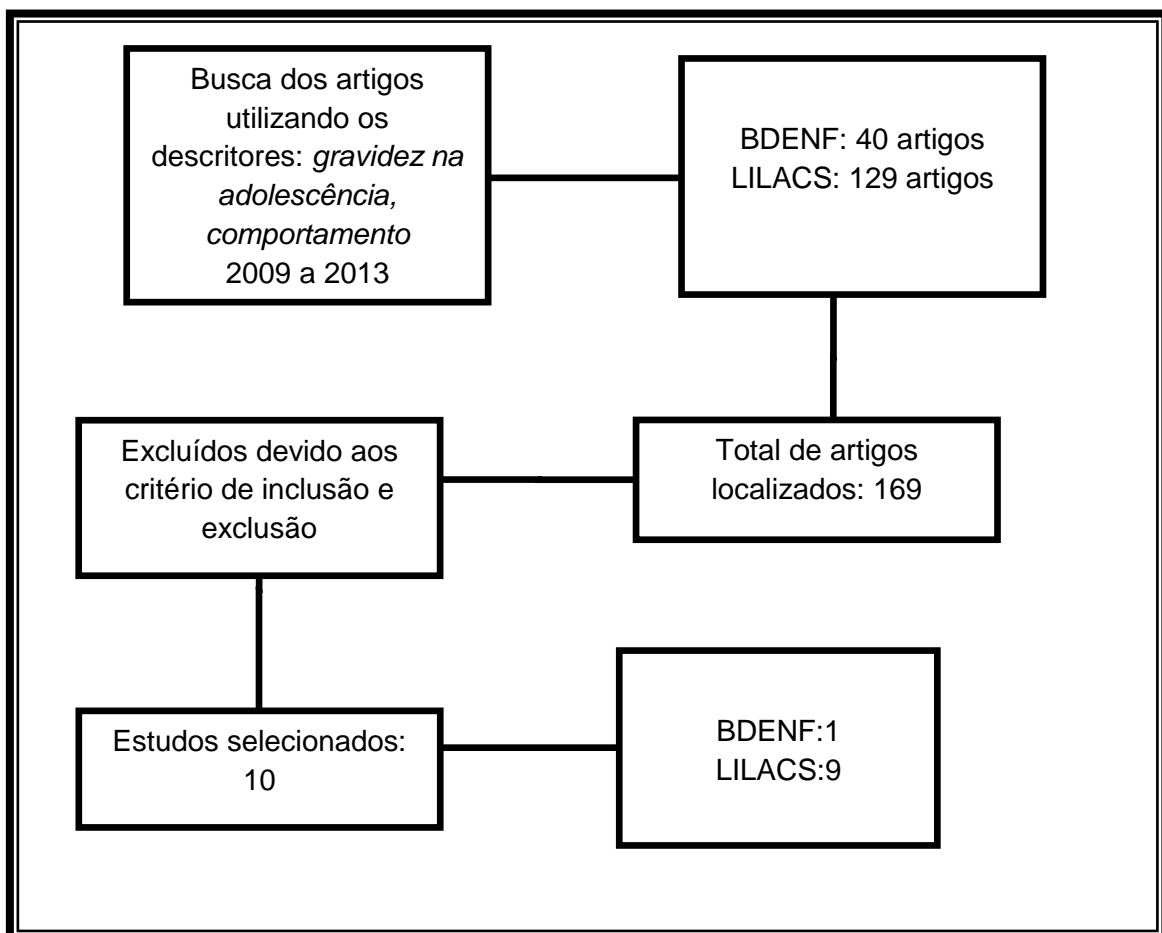 Busca dos artigos
utilizando os
descritores: gravidez na
adolescência,
comportamento
2009 a 2013
BDENF: 40 artigos
LILACS: 129 artigos
Total de artigos
localizados: 169
Excluídos devido aos
critério de inclusão e
exclusão
Estudos selecionados:
10
BDENF:1
LILACS:9